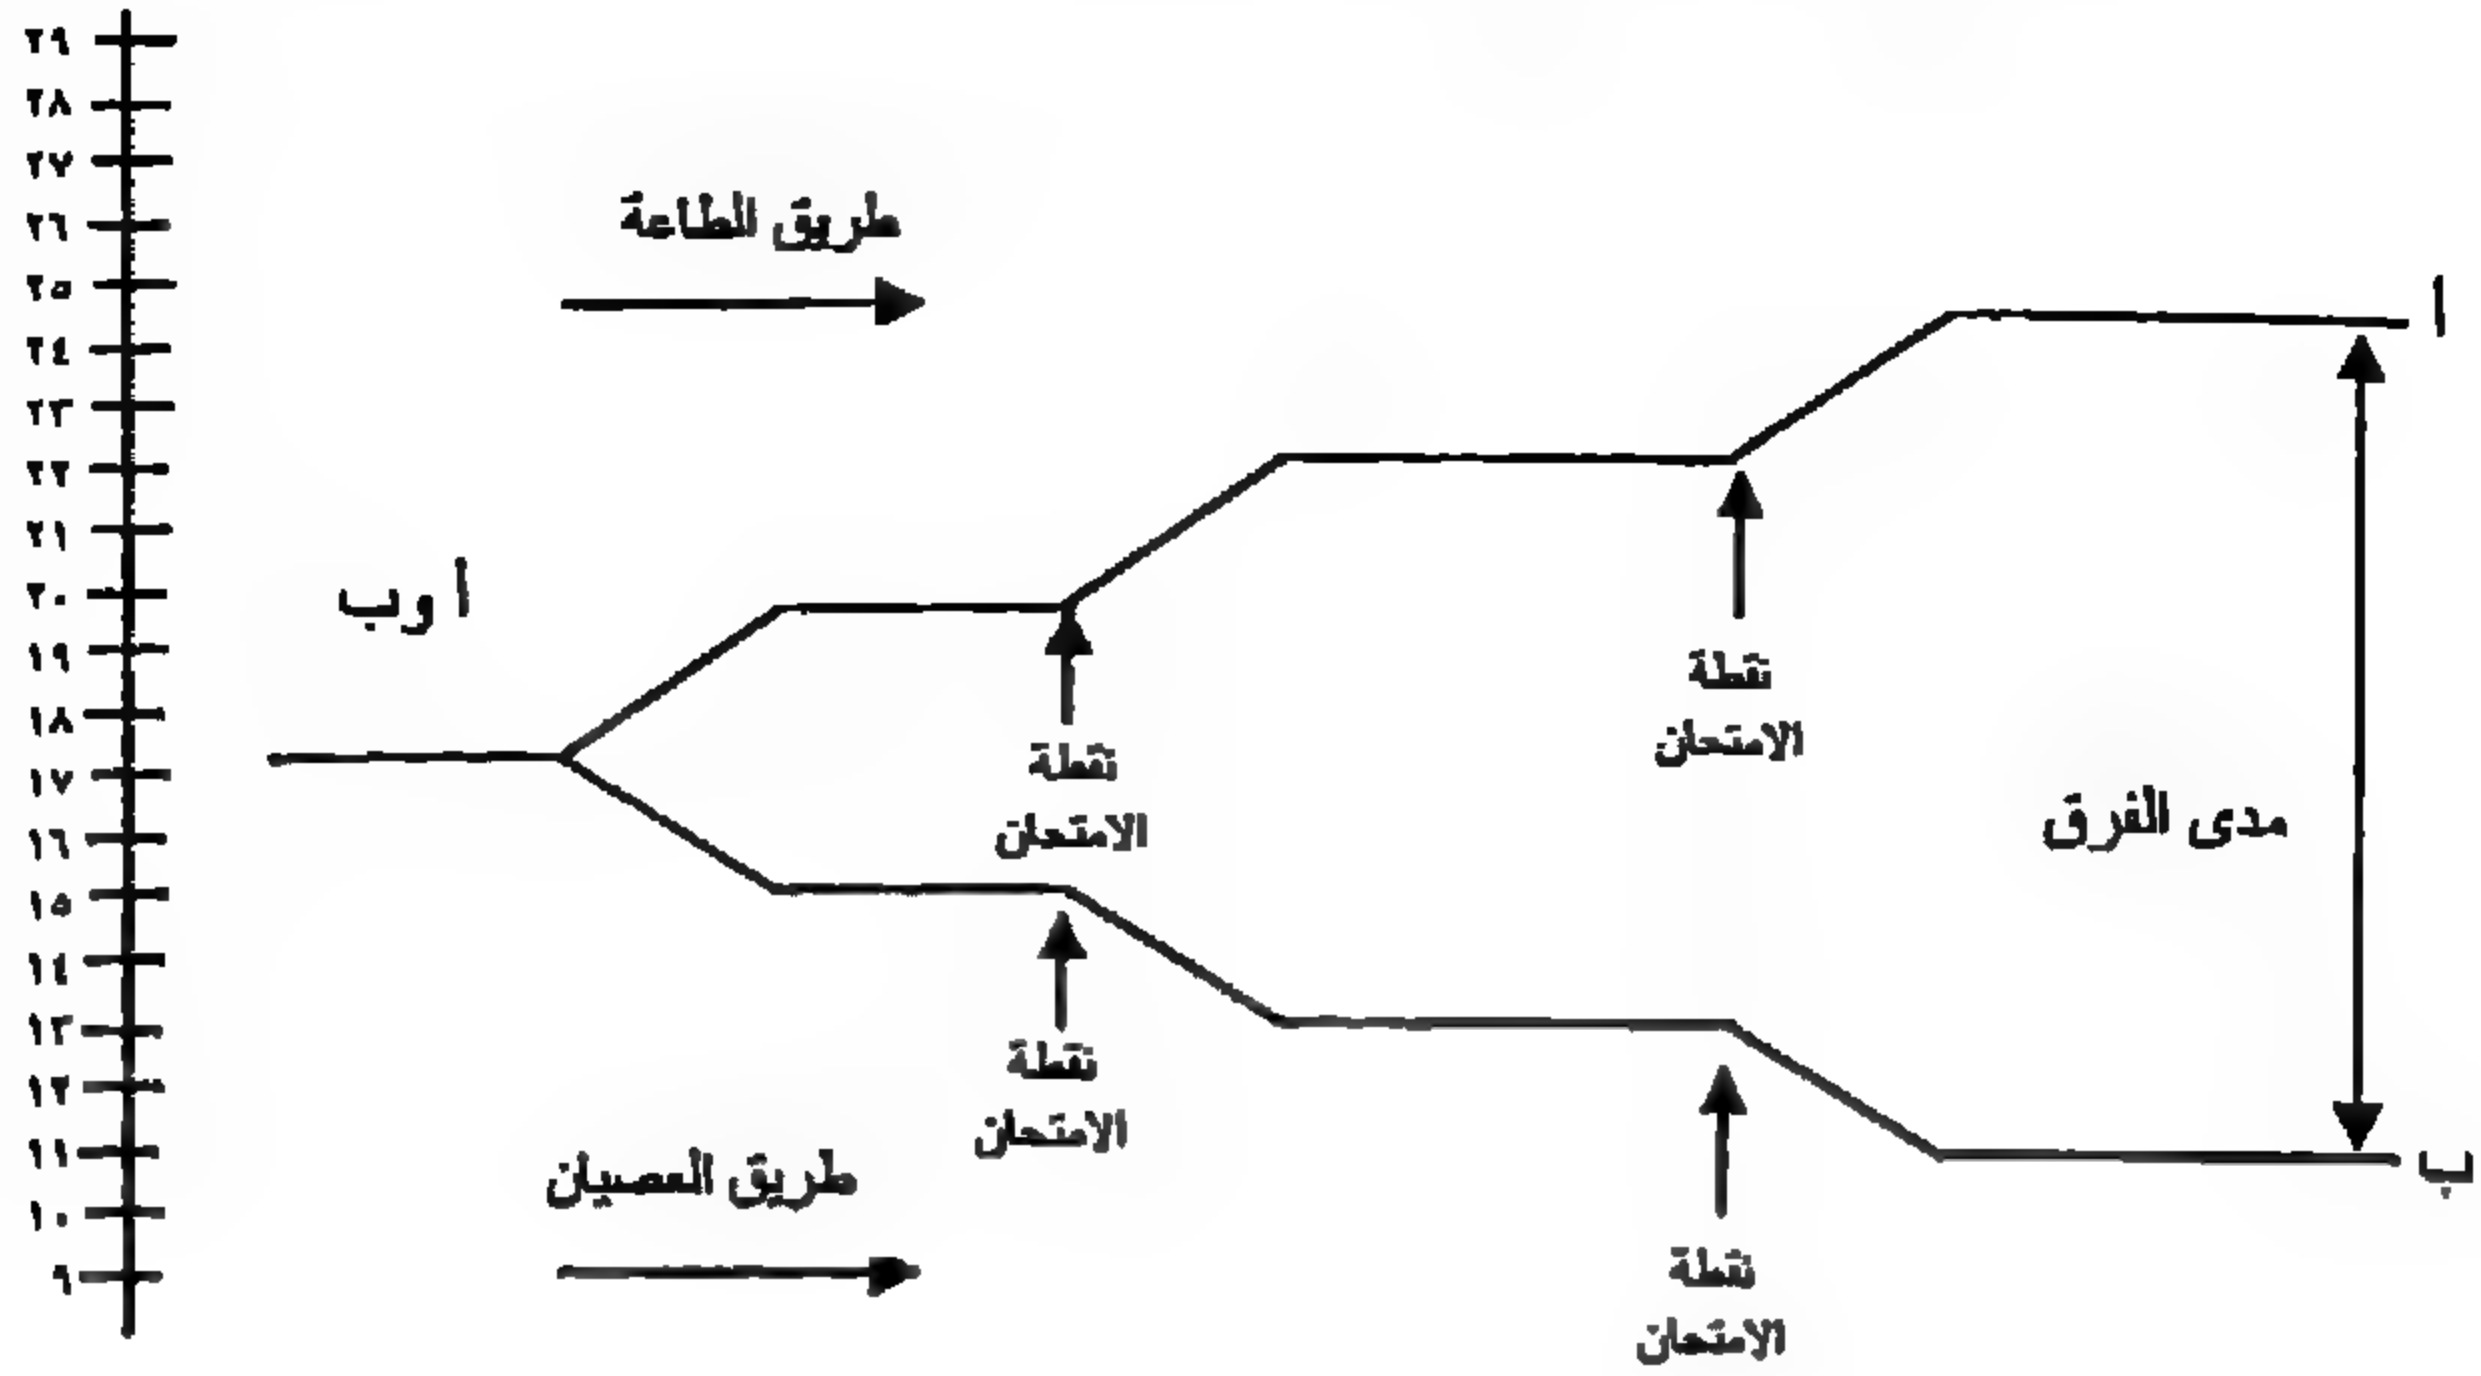 ٢٩
٢٨
٢٧
٢٦
٢٥
٢٤
٢٣
٢٢
٢١
٢٠
١٩
١٨
١٧
١٦
١٥
١٤
١٣
١٢
١١
١٠
٩
طريق الطاعة
أ
أ وب
نقطة
الامتحان
نقطة
الامتحان
مدى الفرق
نقطة
الامتحان
طريق العصيان
ب
نقطة
الامتحان